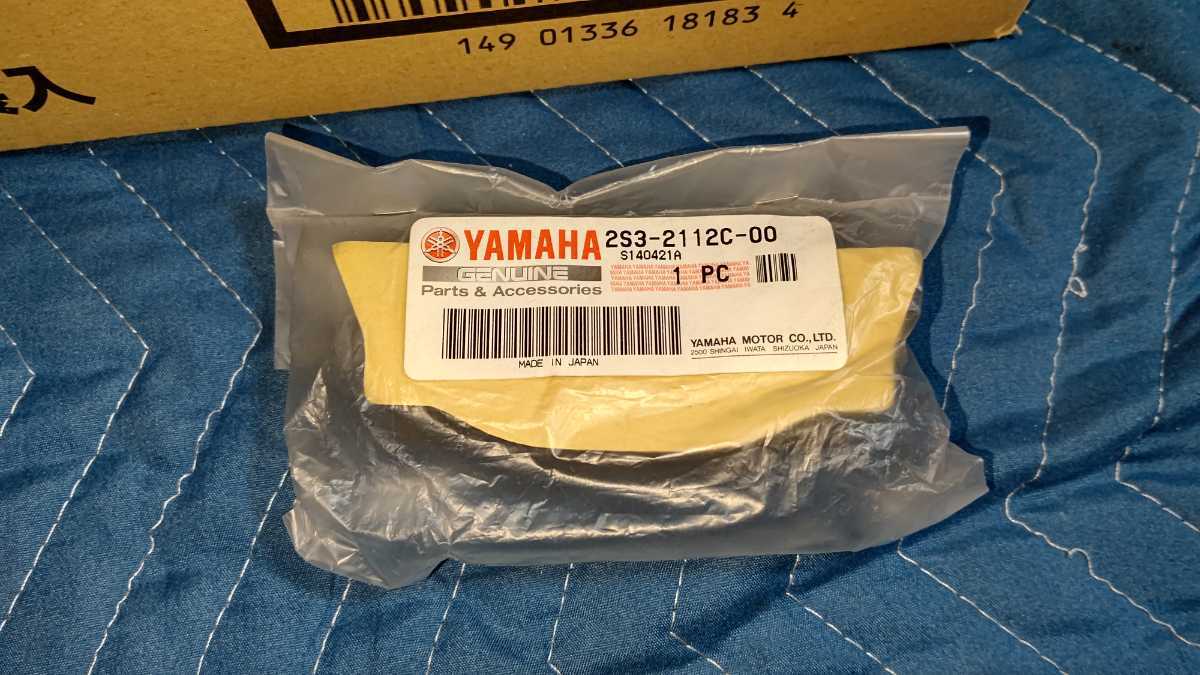 149 01336 18183 4
入
YAMAHA 2S3-2112C-00
S140421A
GENUINE
1 PC
Parts & Accessories
YAMAHA MOTOR CO.,LTD.
2500 SHINGAI IWATA SHIZUOKA JAPAN
MADE IN JAPAN